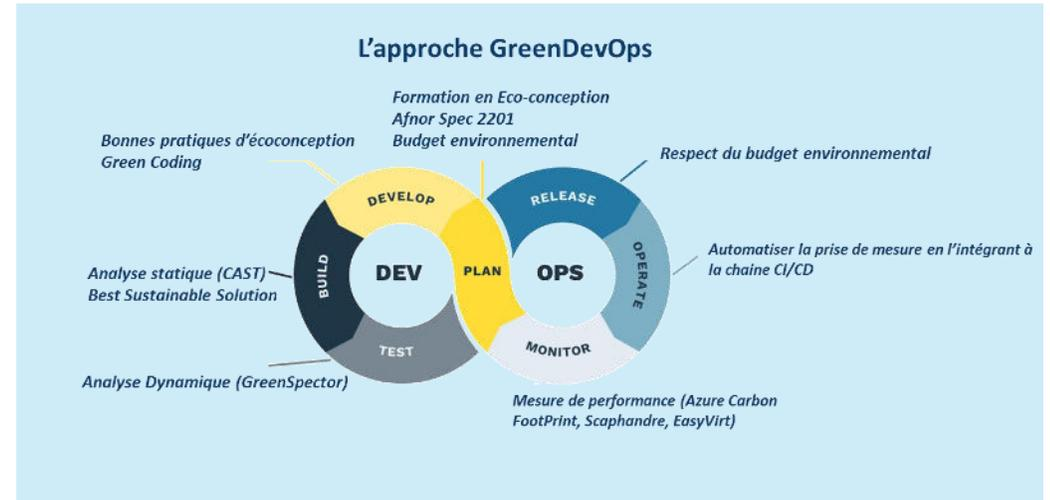 L'approche GreenDevOps
Formation en Eco-conception
Afnor Spec 2201
Budget environnemental
Bonnes pratiques d'écoconception
Green Coding
Respect du budget environnemental
DEVELOP
RELEASE
BUILD
DEV
PLAN
OPS
OPERATE
Automatiser la prise de mesure en l'intégrant à
la chaine CI/CD
Analyse statique (CAST)
Best Sustainable Solution
TEST
MONITOR
Analyse Dynamique (GreenSpector)
Mesure de performance (Azure Carbon
FootPrint, Scaphandre, EasyVirt)